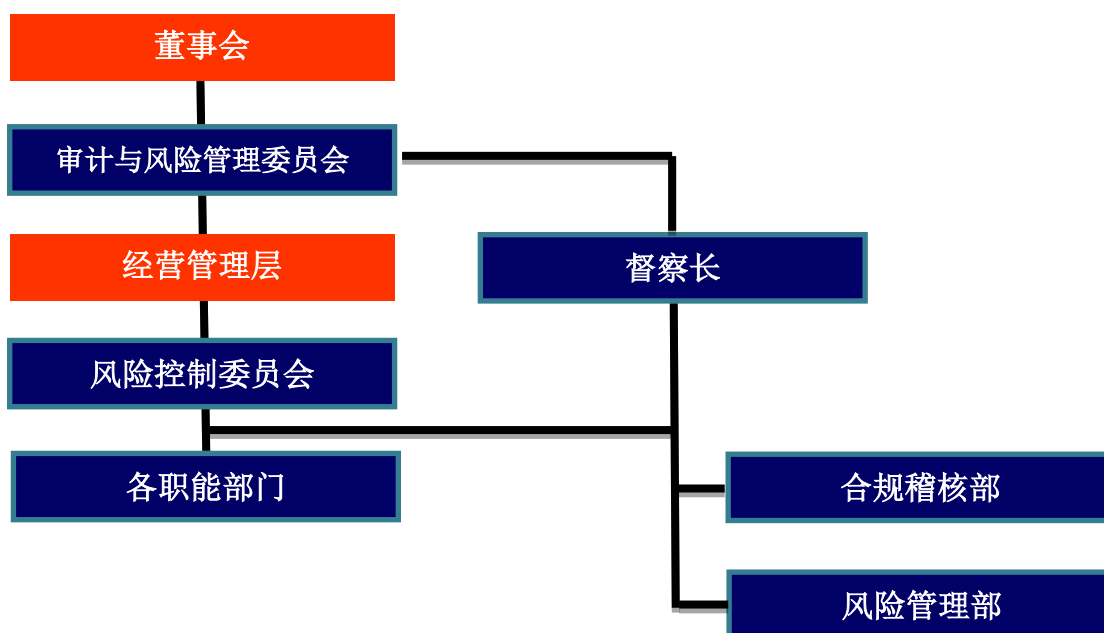 董事会
审计与风险管理委员会
经营管理层
督察长
风险控制委员会
各职能部门
合规稽核部
风险管理部